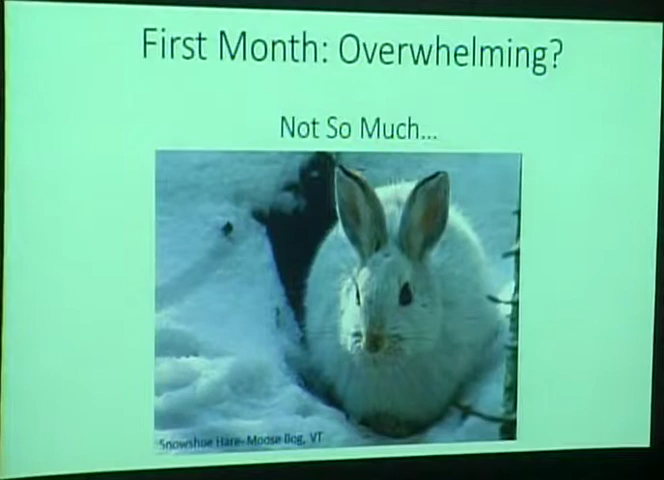 First Month: Overwhelming?
Not So Much...
Snowshoe Hare- Moose Bog, VT